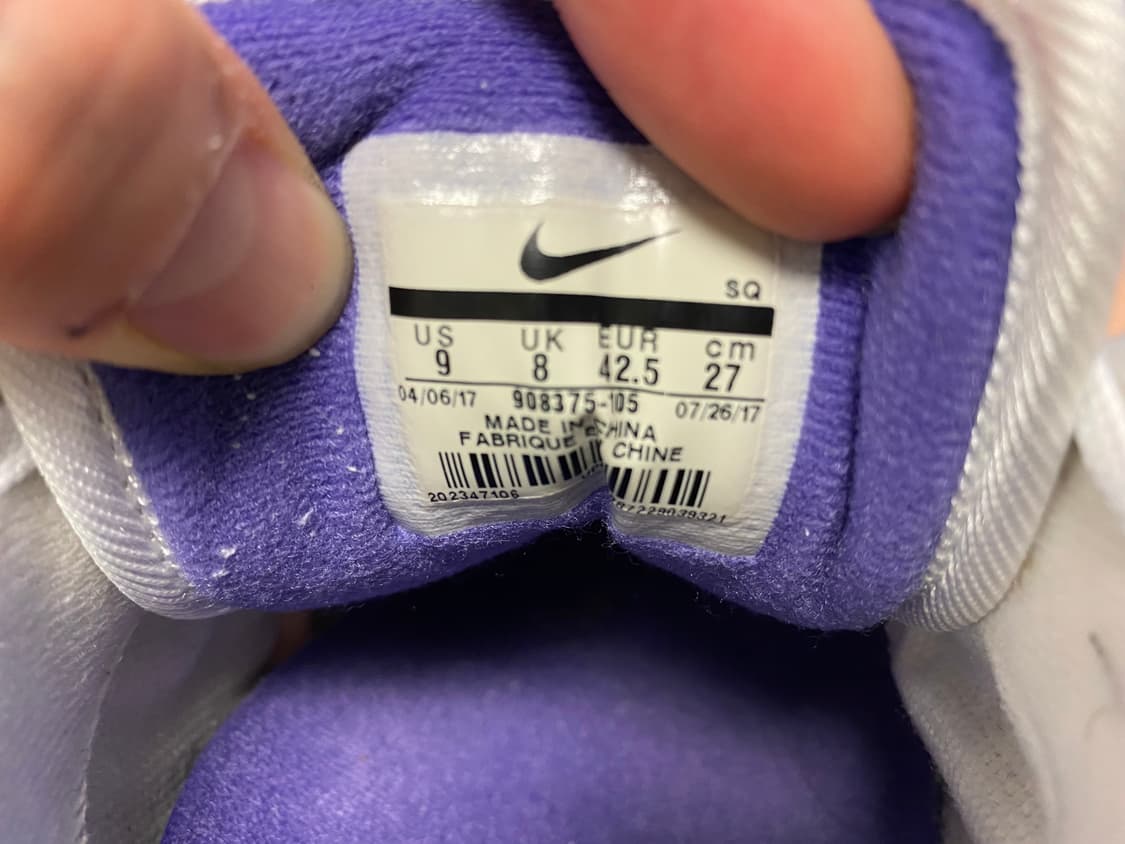 SQ
US UK EUR cm
9 8 42.5 27
04/06/17 908375-105 07/26/17
MADE IN CHINA
FABRIQUE CHINE
202347106 87229039321